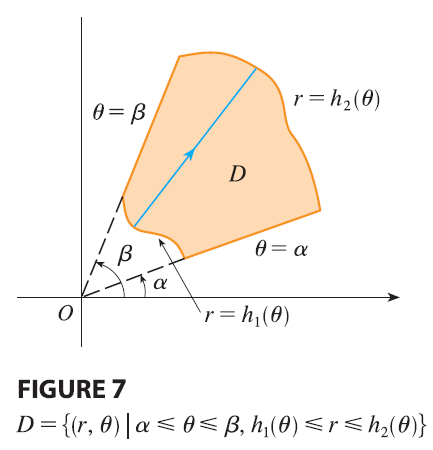 θ = β
r = h₂(θ)
D
θ = α
β
α
O
r = h₁(θ)
FIGURE 7
D = {(r, θ) | α ≤ θ ≤ β, h₁(θ) ≤ r ≤ h₂(θ)}